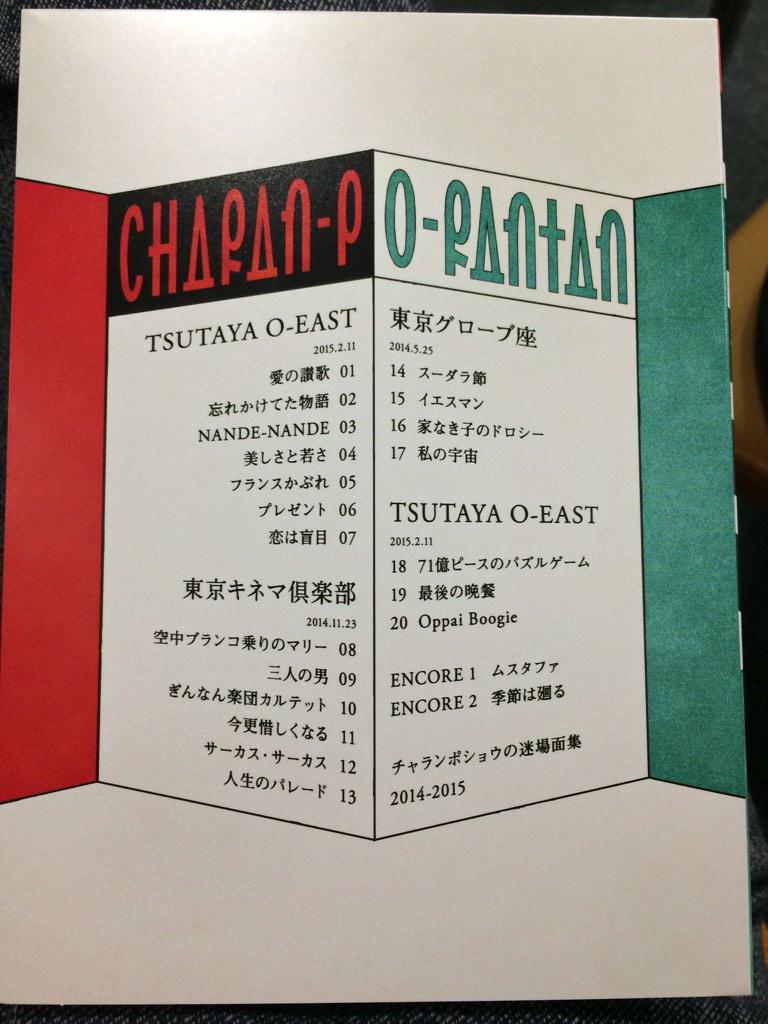 CHARAN-P
O-RANTAN
TSUTAYA O-EAST
2015.2.11
愛の讃歌 01
忘れかけてた物語 02
NANDE-NANDE 03
美しさと若さ 04
フランスかぶれ 05
プレゼント 06
恋は盲目 07
東京キネマ倶楽部
2014.11.23
空中ブランコ乗りのマリー 08
三人の男 09
ぎんなん楽団カルテット 10
今更惜しくなる 11
サーカス・サーカス 12
人生のパレード 13
東京グローブ座
2014.5.25
14 スーダラ節
15 イエスマン
16 家なき子のドロシー
17 私の宇宙
TSUTAYA O-EAST
2015.2.11
18 71億ピースのパズルゲーム
19 最後の晩餐
20 Oppai Boogie
ENCORE 1 ムスタファ
ENCORE 2 季節は廻る
チャランポショウの迷場面集
2014-2015